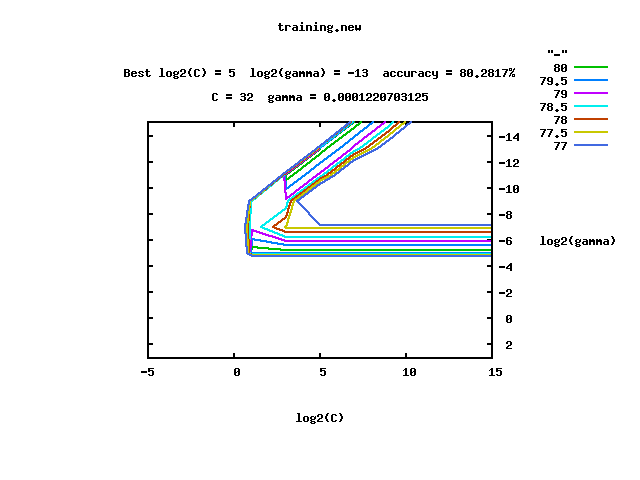 training.new
"-"
Best log2(C) = 5 log2(gamma) = -13 accuracy = 80.2817%
C = 32 gamma = 0.0001220703125
80
79.5
79
78.5
78
77.5
77
-14
-12
-10
-8
-6
-4
-2
0
2
log2(gamma)
-5 0 5 10 15
log2(C)